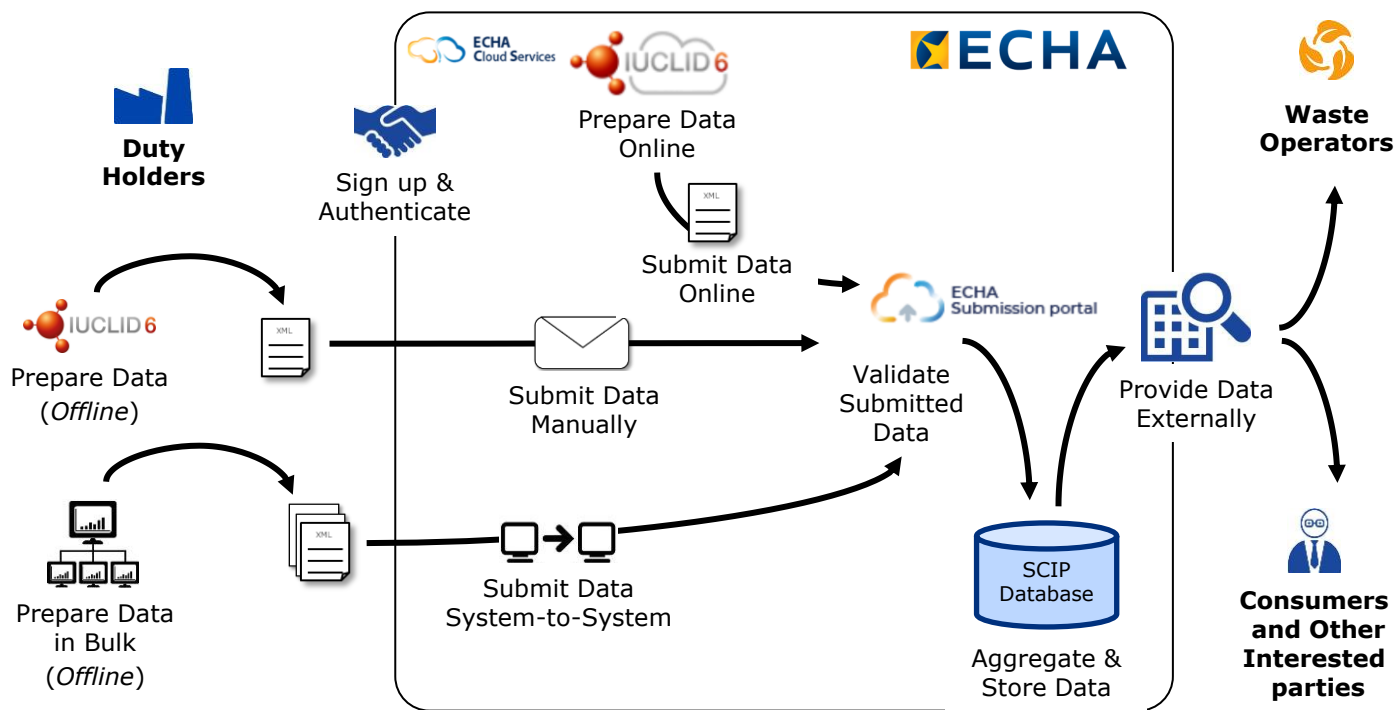 ECHA
Cloud Services
IUCLID 6
ECHA
Prepare Data
Online
Duty
Holders
Waste
Operators
Sign up &
Authenticate
XML
Submit Data
Online
ECHA
Submission portal
IUCLID 6
XML
Prepare Data
(Offline)
Submit Data
Manually
Validate
Submitted
Data
Provide Data
Externally
XML
Prepare Data
in Bulk
(Offline)
Submit Data
System-to-System
SCIP
Database
Aggregate &
Store Data
Consumers
and Other
Interested
parties